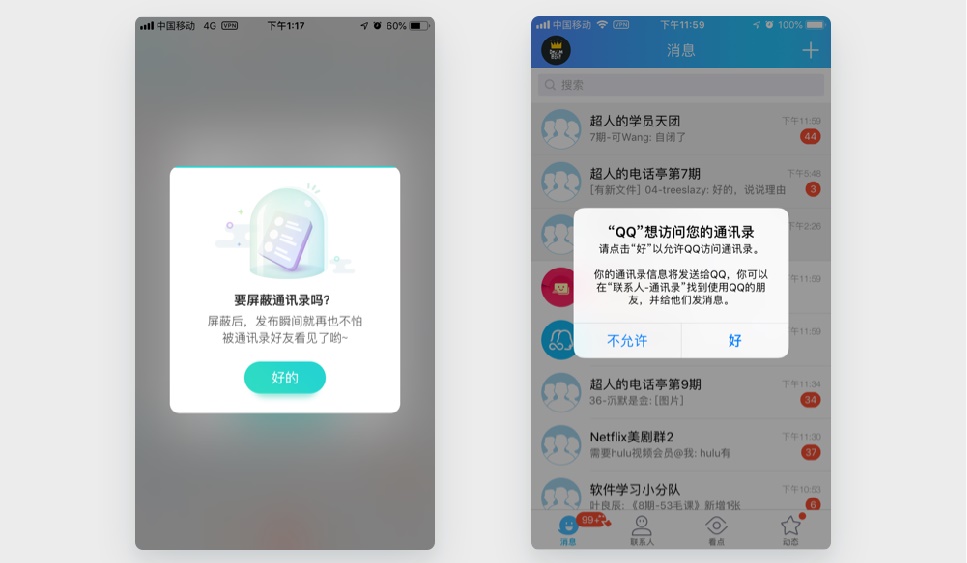 中国移动 4G VPN 下午1:17 60%
要屏蔽通讯录吗?
屏蔽后，发布瞬间就再也不怕
被通讯录好友看见了哟~
好的
中国移动 VPN 下午11:59 100%
消息
搜索
超人的学员天团 下午11:59
7期-可Wang: 自闭了 44
超人的电话亭第7期 下午5:48
[有新文件] 04-treeslazy: 好的，说说理由 3
下午2:26
“QQ”想访问您的通讯录
请点击“好”以允许QQ访问通讯录。
你的通讯录信息将发送给QQ，你可以
在“联系人-通讯录”找到使用QQ的朋
友，并给他们发消息。
下午11:59
不允许 好
下午11:59
超人的电话亭第9期 下午11:34
36-沉默是金: [图片] 34
Netflix美剧群2 下午11:30
需要hulu视频会员@我: hulu有 37
软件学习小分队 下午10:53
叶良辰: 《8期-53毛课》新增1张 6
99+
消息 联系人 看点 动态